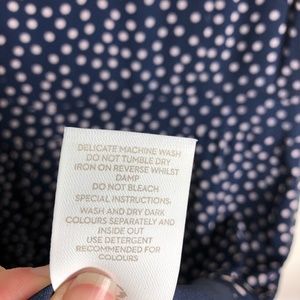 DELICATE MACHINE WASH
DO NOT TUMBLE DRY
IRON ON REVERSE WHILST
DAMP
DO NOT BLEACH
SPECIAL INSTRUCTIONS:
WASH AND DRY DARK
COLOURS SEPARATELY AND
INSIDE OUT
USE DETERGENT
RECOMMENDED FOR
COLOURS